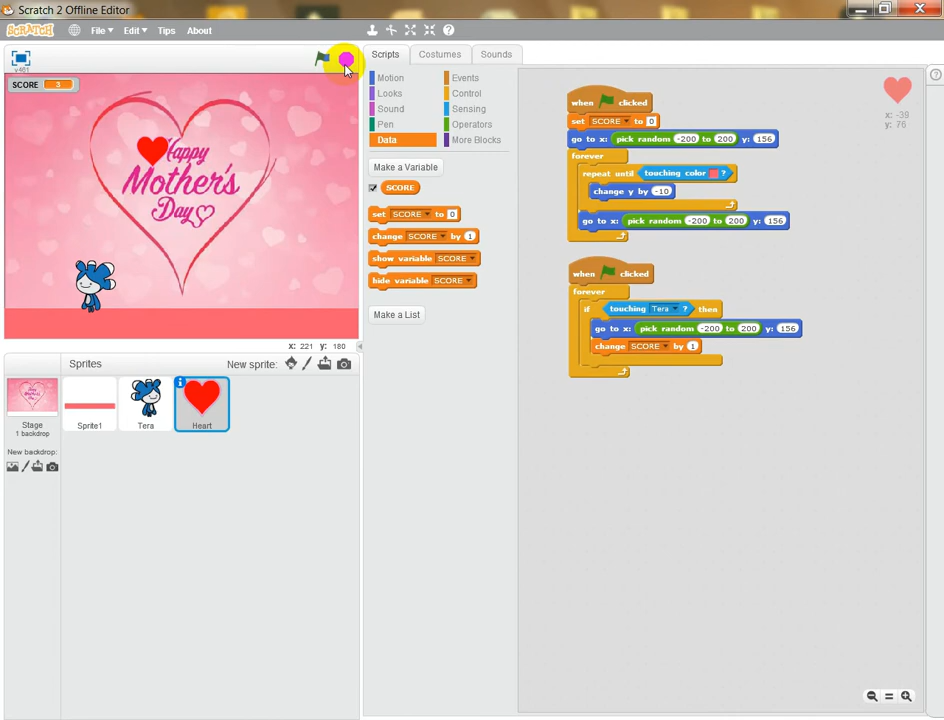 Scratch 2 Offline Editor
SCRATCH File Edit Tips About
v461
SCORE 3
Happy
Mother's
Day
x: 221 y: 180
Sprites New sprite:
Stage
1 backdrop
New backdrop:
Sprite1
Tera
Heart
Scripts Costumes Sounds
Motion Events
Looks Control
Sound Sensing
Pen Operators
Data More Blocks
Make a Variable
SCORE
set SCORE to 0
change SCORE by 1
show variable SCORE
hide variable SCORE
Make a List
when clicked
set SCORE to 0
go to x: pick random -200 to 200 y: 156
forever
repeat until touching color ?
change y by -10
go to x: pick random -200 to 200 y: 156
when clicked
forever
if touching Tera ? then
go to x: pick random -200 to 200 y: 156
change SCORE by 1
x: -39
y: 76